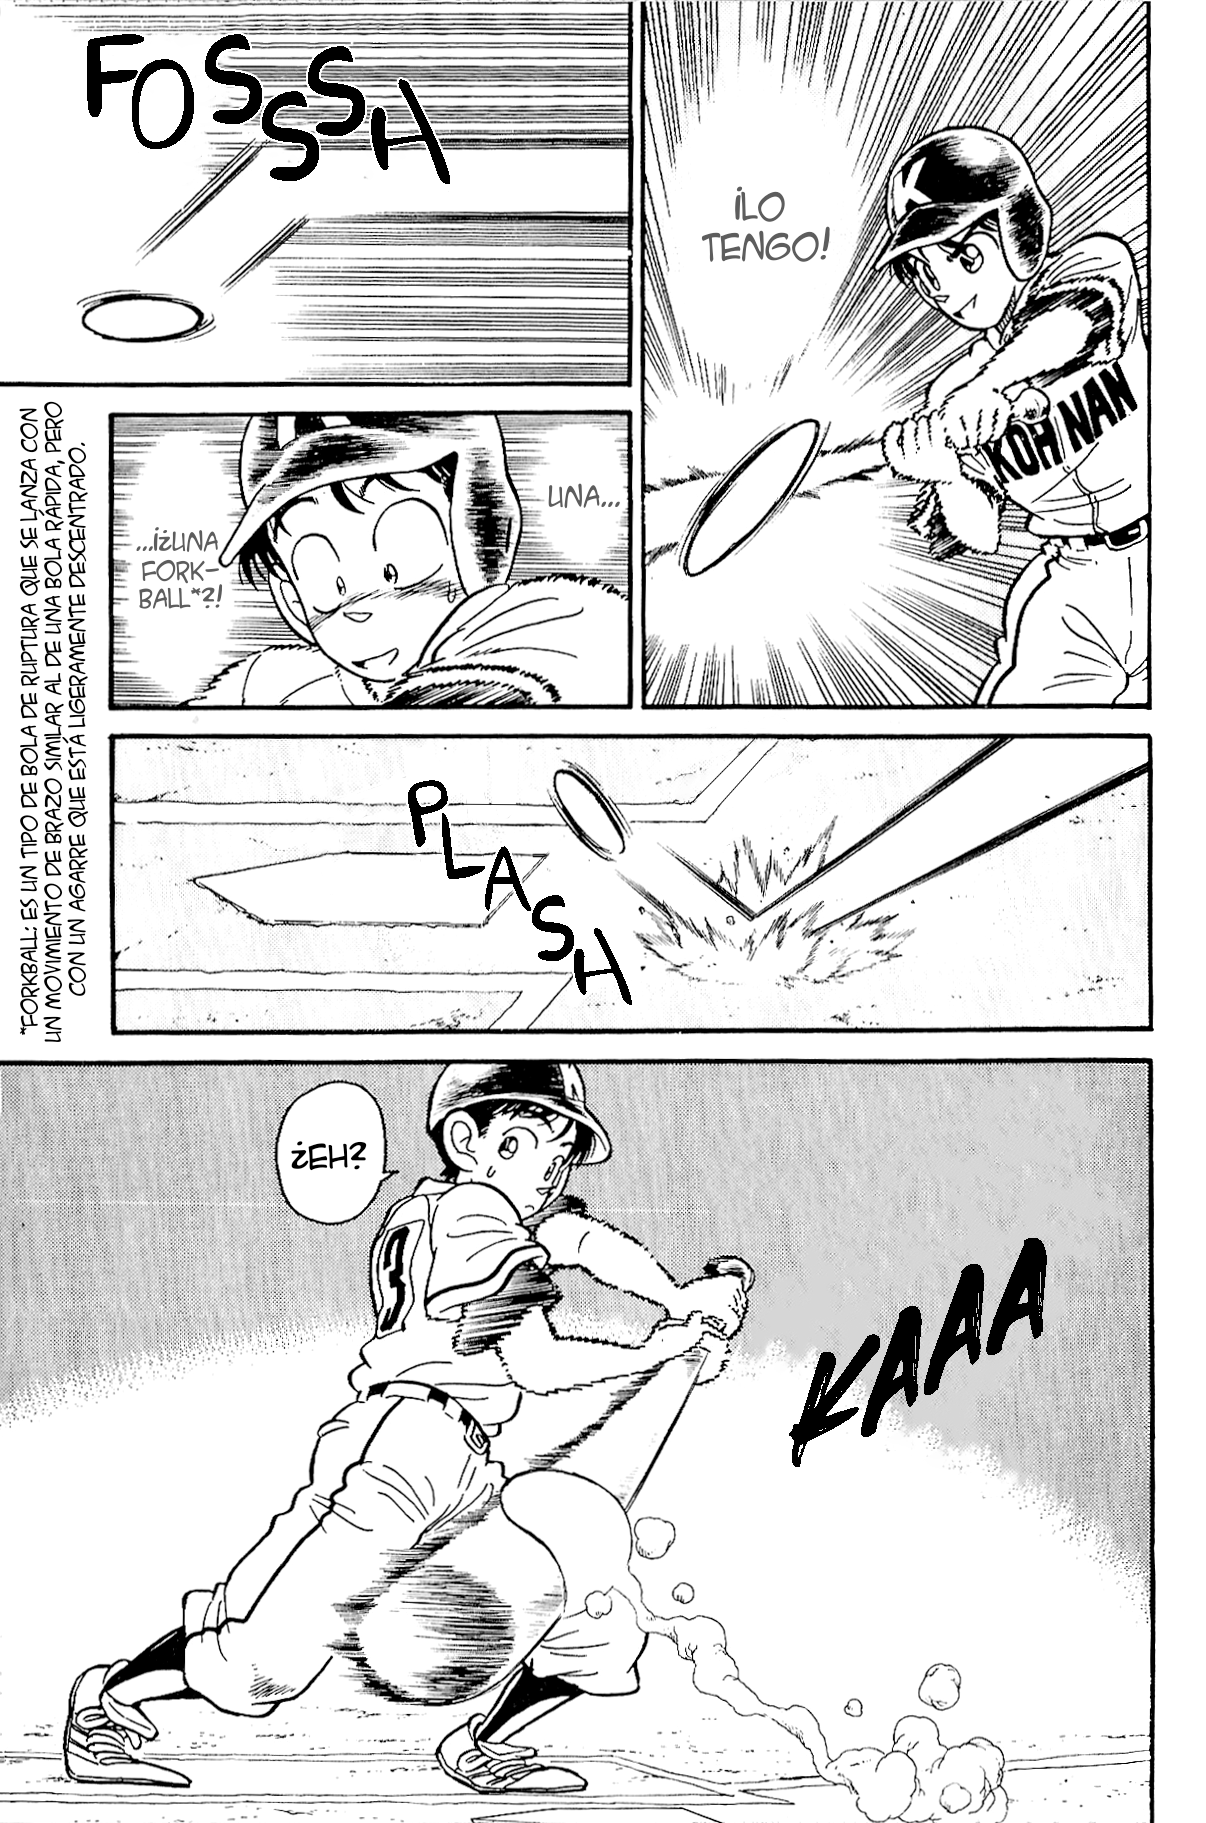 ¡LO
TENGO!
K
KOH NAN
FOSSSH
UNA...
...¡¿UNA
FORK-
BALL*?!
*FORKBALL: ES UN TIPO DE BOLA DE RUPTURA QUE SE LANZA CON
UN MOVIMIENTO DE BRAZO SIMILAR AL DE UNA BOLA RÁPIDA, PERO
CON UN AGARRE QUE ESTÁ LIGERAMENTE DESCENTRADO.
PLASH
¿EH?
3
KAAA